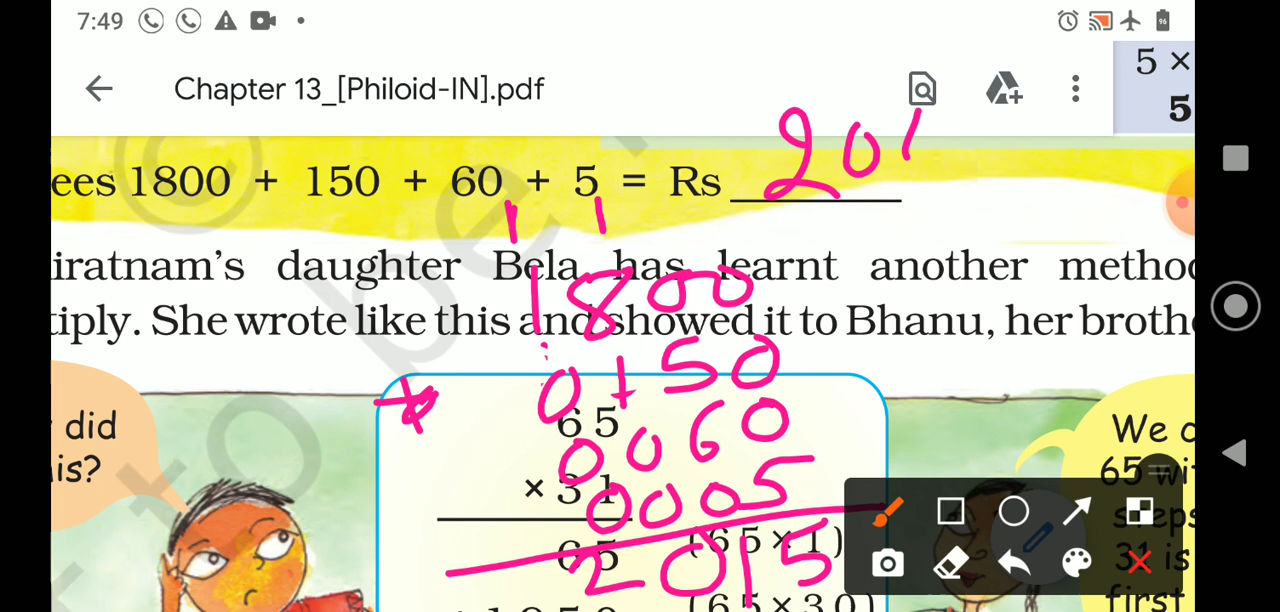 7:49
96
Chapter 13_[Philoid-IN].pdf
5 ×
5
ees 1800 + 150 + 60 + 5 = Rs 201
1 1
iratnam's daughter Bela has learnt another method
tiply. She wrote like this and showed it to Bhanu, her broth
1800
0150
65
0060
× 31
0005
65 (65×1)
2015
1950 (65×30)
did
is?
We c
65 wi
steps
31 is
first